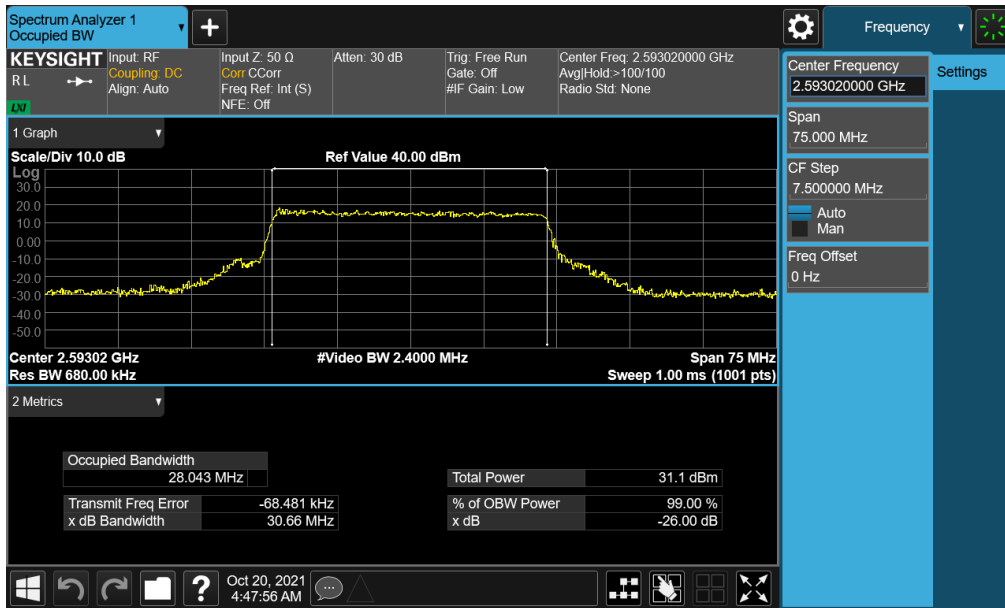 Spectrum Analyzer 1
Occupied BW
+
Frequency
KEYSIGHT
R L
LXI
Input: RF
Coupling: DC
Align: Auto
Input Z: 50 Ω
Corr CCorr
Freq Ref: Int (S)
NFE: Off
Atten: 30 dB
Trig: Free Run
Gate: Off
#IF Gain: Low
Center Freq: 2.593020000 GHz
Avg|Hold:>100/100
Radio Std: None
Center Frequency
2.593020000 GHz
Settings
Span
75.000 MHz
CF Step
7.500000 MHz
Auto
Man
Freq Offset
0 Hz
1 Graph
Scale/Div 10.0 dB
Ref Value 40.00 dBm
Log
30.0
20.0
10.0
0.00
-10.0
-20.0
-30.0
-40.0
-50.0
Center 2.59302 GHz
#Video BW 2.4000 MHz
Span 75 MHz
Res BW 680.00 kHz
Sweep 1.00 ms (1001 pts)
2 Metrics
Occupied Bandwidth
28.043 MHz
Total Power 31.1 dBm
Transmit Freq Error -68.481 kHz
% of OBW Power 99.00 %
x dB Bandwidth 30.66 MHz
x dB -26.00 dB
?
Oct 20, 2021
4:47:56 AM